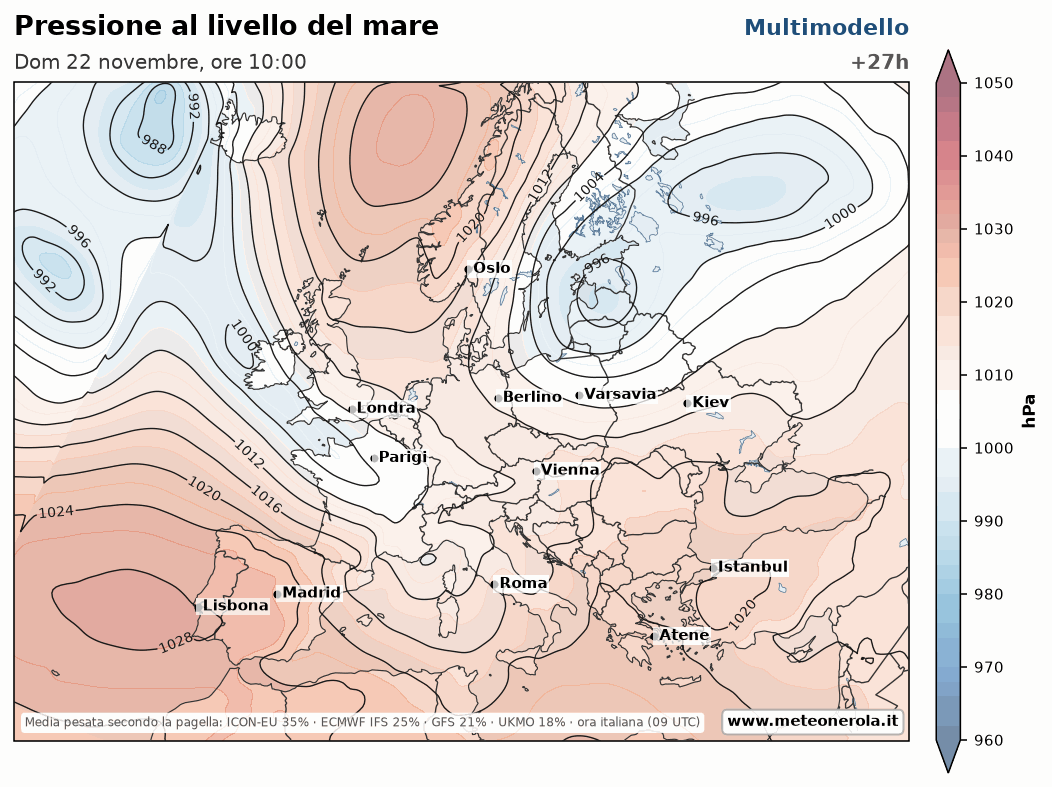 Pressione al livello del mare
Multimodello
Dom 22 novembre, ore 10:00
+27h
992
988
996
992
1012
1004
1020
996
1000
996
1000
1012
1020
1016
1024
1028
1020
Oslo
Londra
Berlino
Varsavia
Kiev
Parigi
Vienna
Istanbul
Roma
Madrid
Lisbona
Atene
1050
1040
1030
1020
1010
1000
990
980
970
960
hPa
Media pesata secondo la pagella: ICON-EU 35% · ECMWF IFS 25% · GFS 21% · UKMO 18% · ora italiana (09 UTC)
www.meteonerola.it